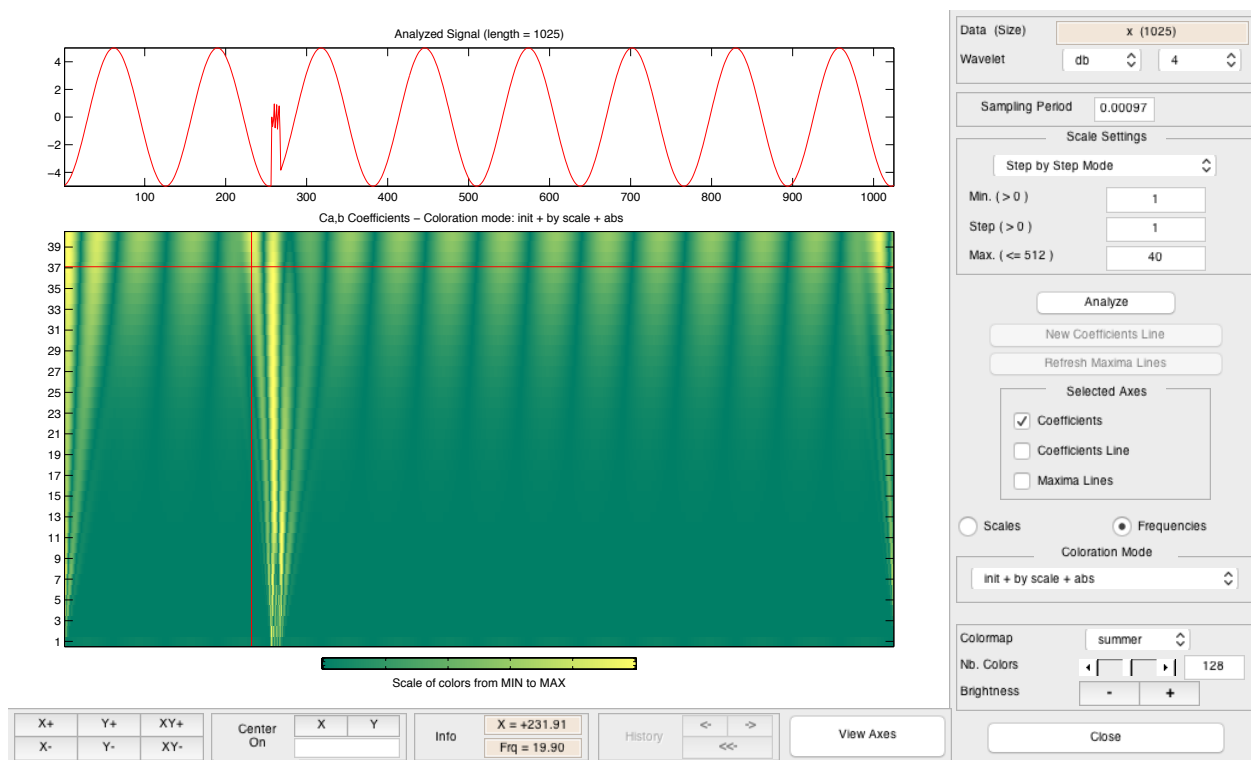 Analyzed Signal (length = 1025)
4
2
0
−2
−4
100 200 300 400 500 600 700 800 900 1000
Ca,b Coefficients − Coloration mode: init + by scale + abs
39
37
35
33
31
29
27
25
23
21
19
17
15
13
11
9
7
5
3
1
Scale of colors from MIN to MAX
Data (Size) x (1025)
Wavelet db 4
Sampling Period 0.00097
Scale Settings
Step by Step Mode
Min. ( > 0 ) 1
Step ( > 0 ) 1
Max. ( <= 512 ) 40
Analyze
New Coefficients Line
Refresh Maxima Lines
Selected Axes
Coefficients
Coefficients Line
Maxima Lines
Scales Frequencies
Coloration Mode
init + by scale + abs
Colormap summer
Nb. Colors 128
Brightness - +
X+ Y+ XY+
X- Y- XY-
Center On X Y
Info X = +231.91
Frq = 19.90
History <- ->
<<-
View Axes
Close